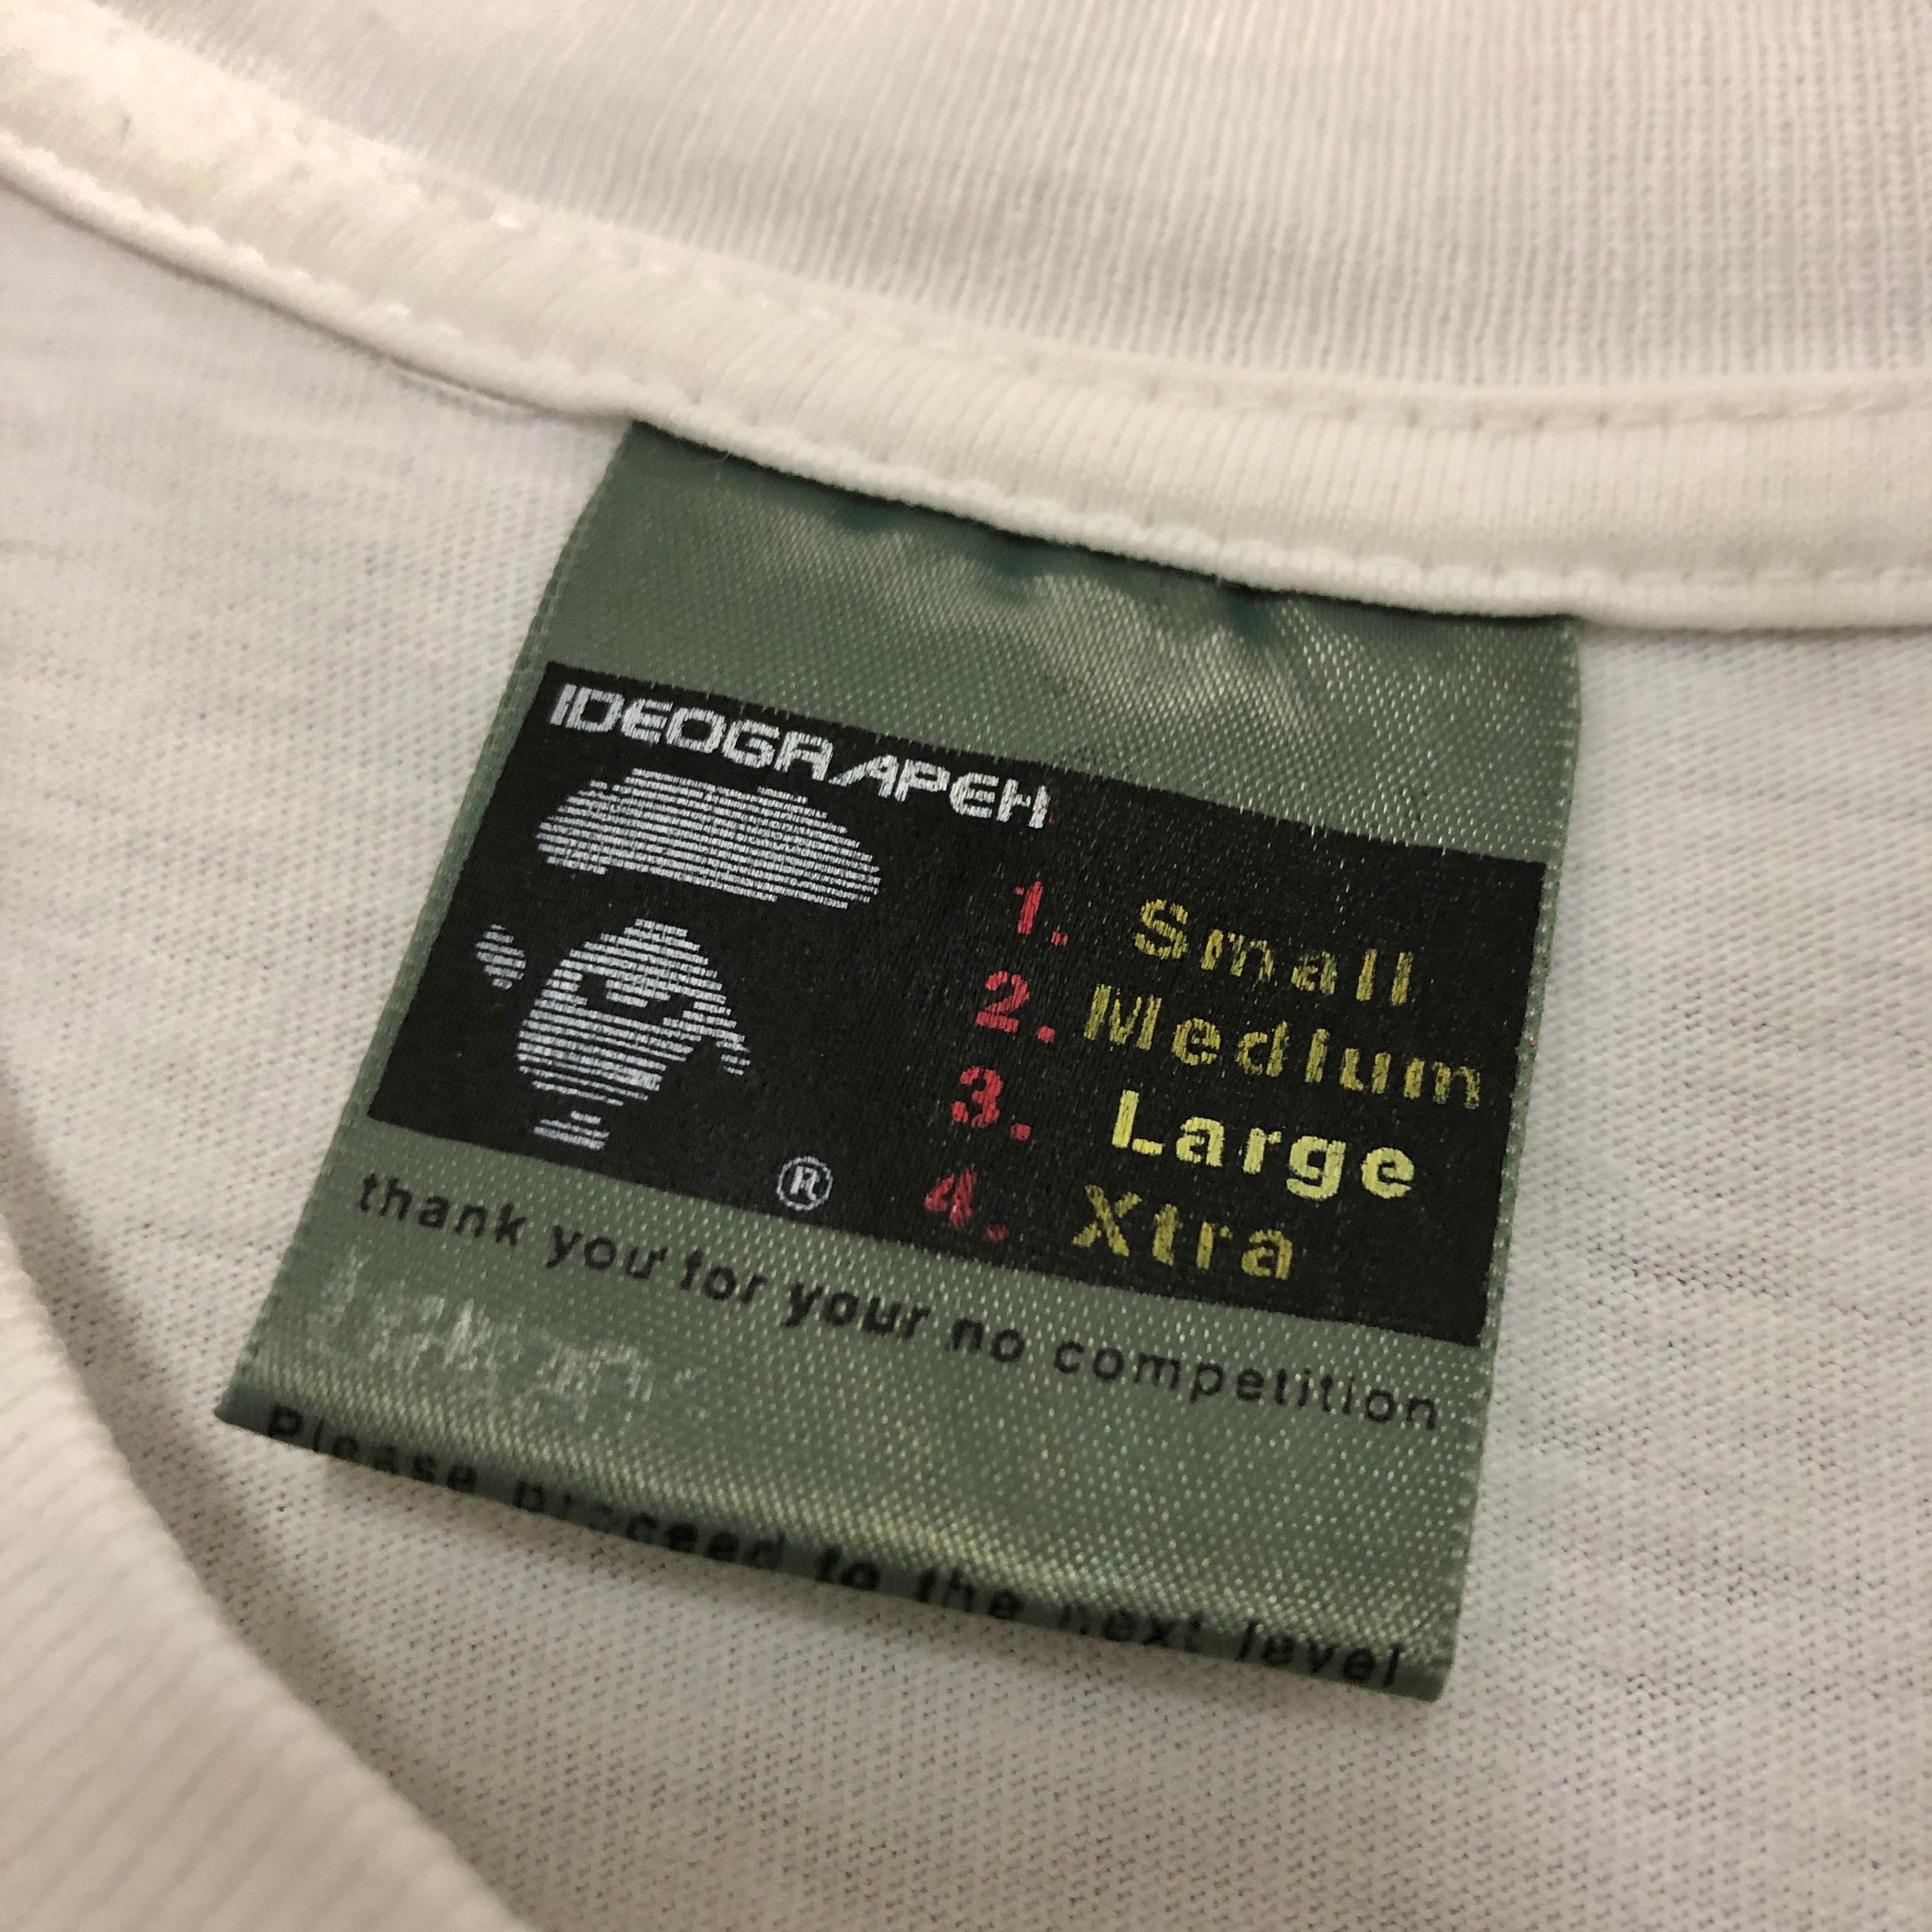 IDEOGRAPEH
1. Small
2. Medium
3. Large
4. Xtra
®
thank you for your no competition
Please proceed to the next level